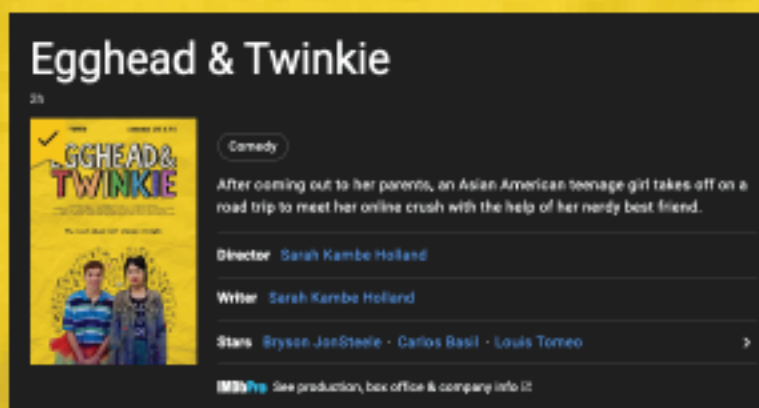 Egghead & Twinkie
2h
EGGHEAD&
TWINKIE
Comedy
After coming out to her parents, an Asian American teenage girl takes off on a
road trip to meet her online crush with the help of her nerdy best friend.
Director Sarah Kambe Holland
Writer Sarah Kambe Holland
Stars Bryson JonSteele · Carlos Basil · Louis Tomeo
IMDbPro See production, box office & company info